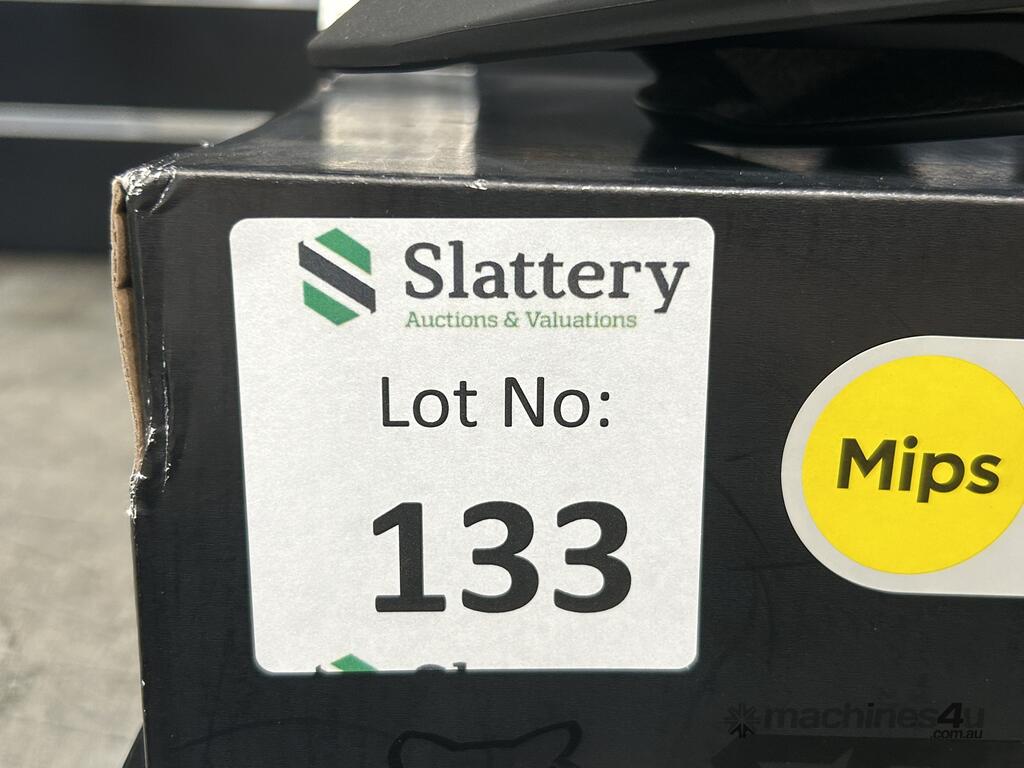 Slattery
Auctions & Valuations
Lot No:
133
Mips
machines4u
.com.au